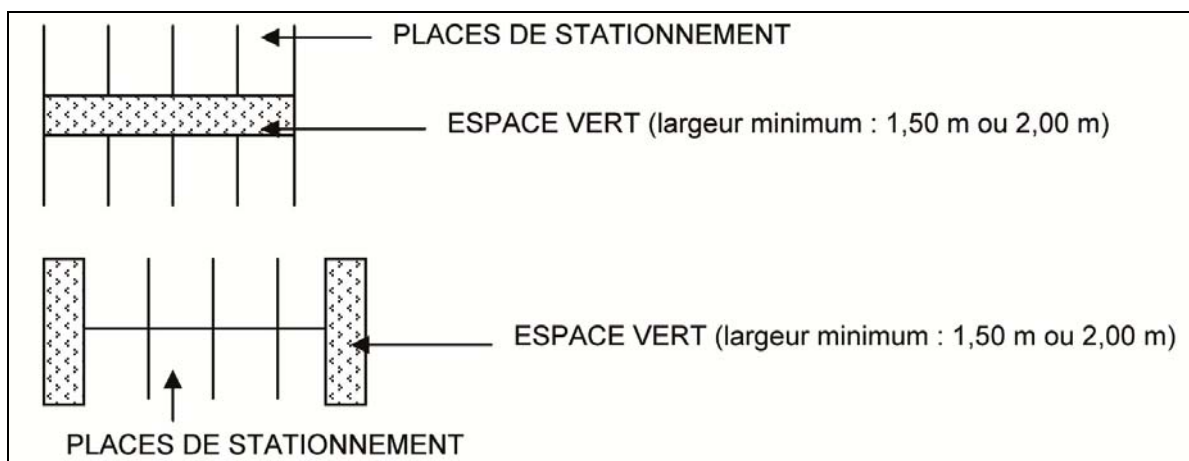 PLACES DE STATIONNEMENT
ESPACE VERT (largeur minimum : 1,50 m ou 2,00 m)
ESPACE VERT (largeur minimum : 1,50 m ou 2,00 m)
PLACES DE STATIONNEMENT